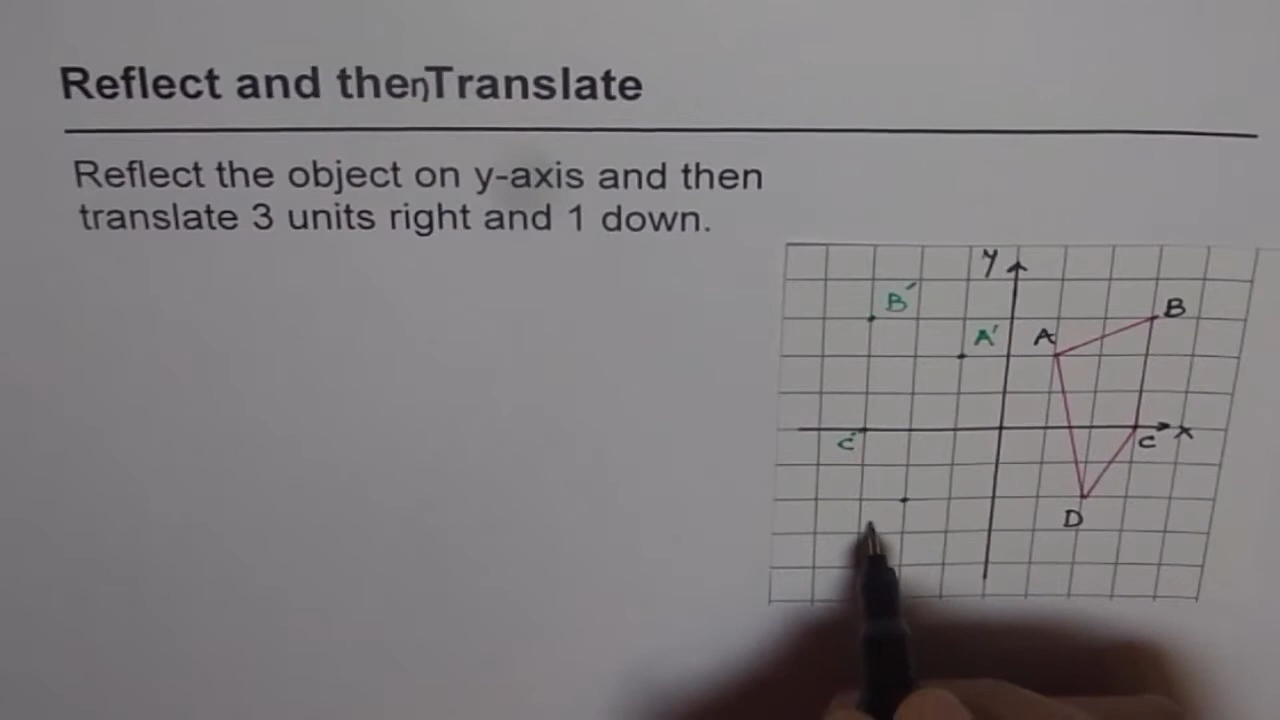 Reflect and then Translate
Reflect the object on y-axis and then
translate 3 units right and 1 down.
y
B′
B
A′
A
C′
C
x
D